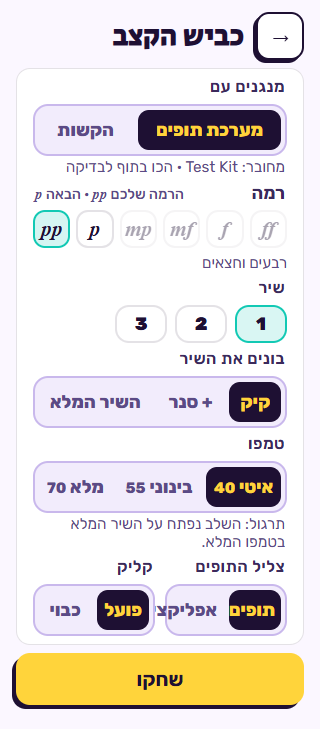 כביש הקצב
→
מנגנים עם
מערכת תופים
הקשות
מחובר: Test Kit • הכו בתוף לבדיקה
רמה
הרמה שלכם pp • הבאה p
pp p mp mf f ff
רבעים וחצאים
שיר
1 2 3
בונים את השיר
קיק
+ סנר
השיר המלא
טמפו
איטי 40
בינוני 55
מלא 70
תרגול: השלב נפתח על השיר המלא
בטמפו המלא.
צליל התופים
קליק
תופים
פועל
כבוי
שחקו